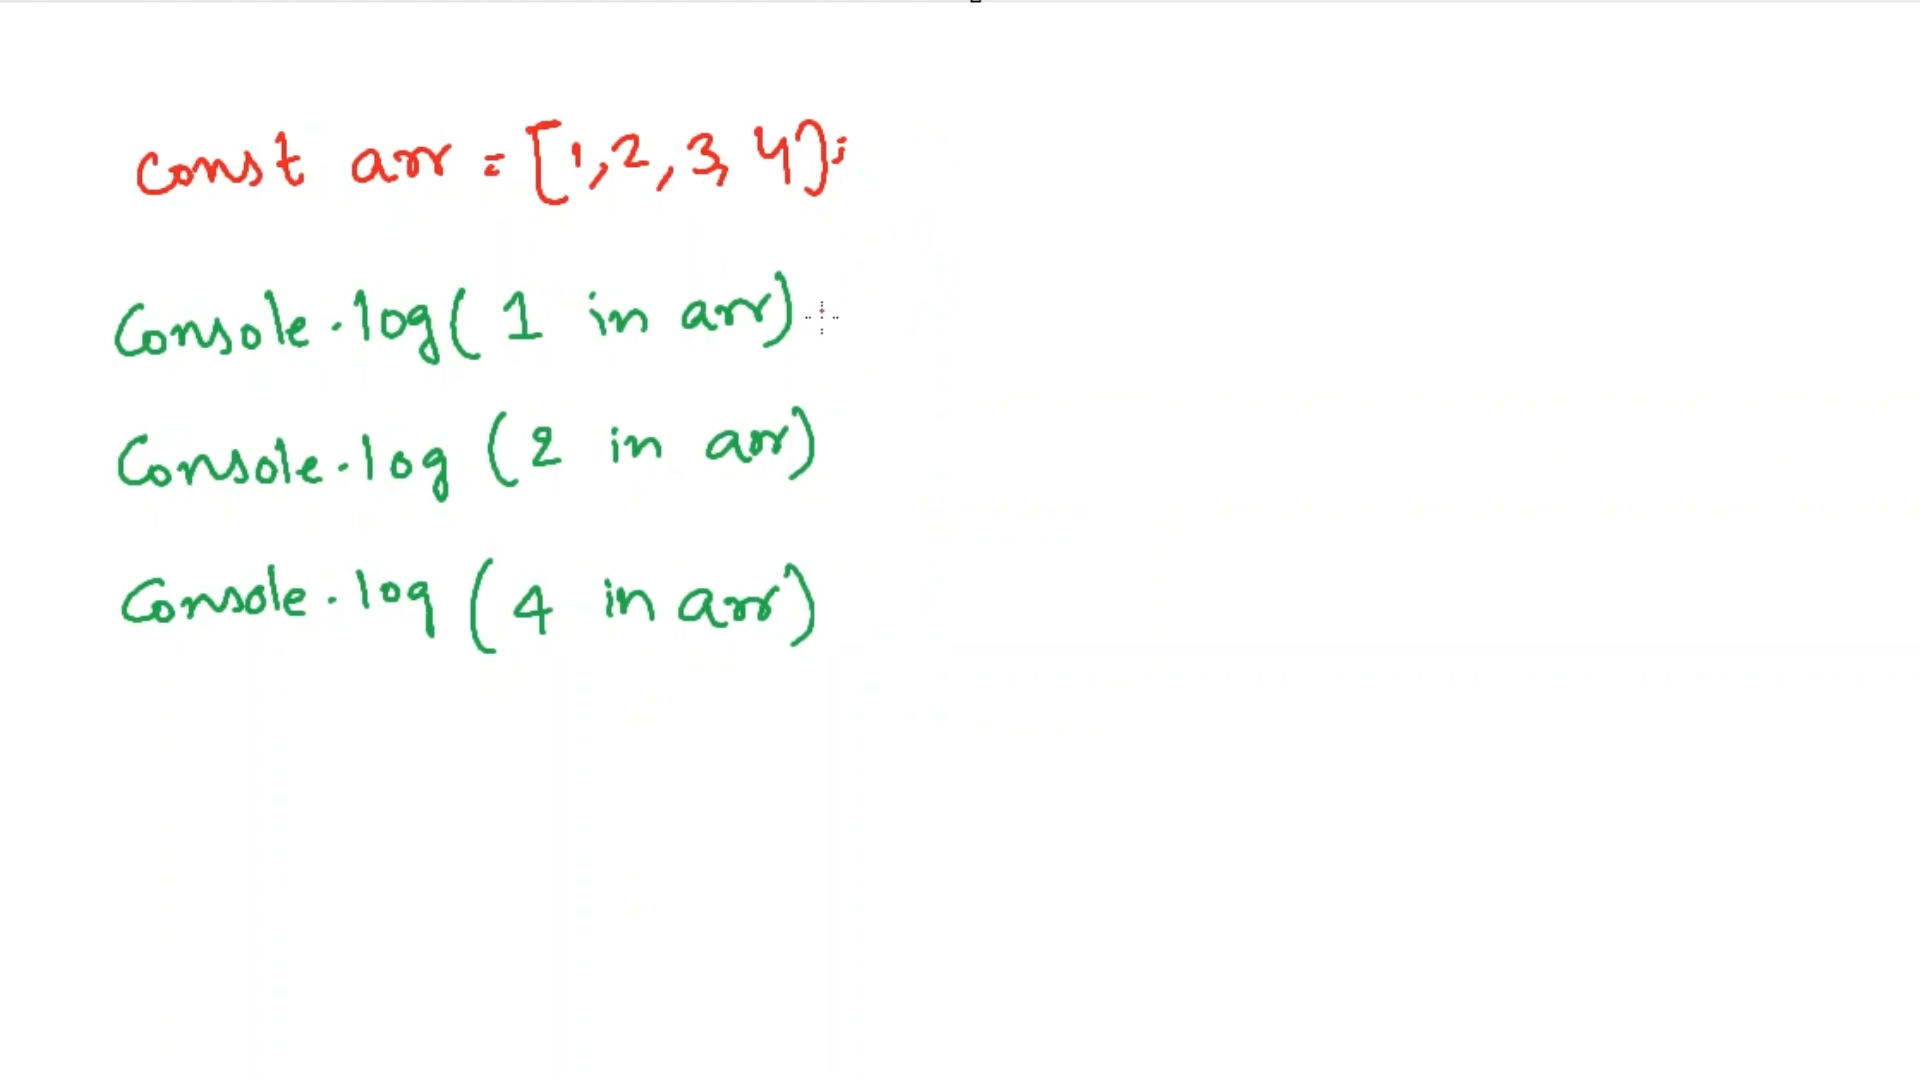 const arr = [1,2,3,4];
Console.log( 1 in arr)
Console.log (2 in arr)
Console.log (4 in arr)